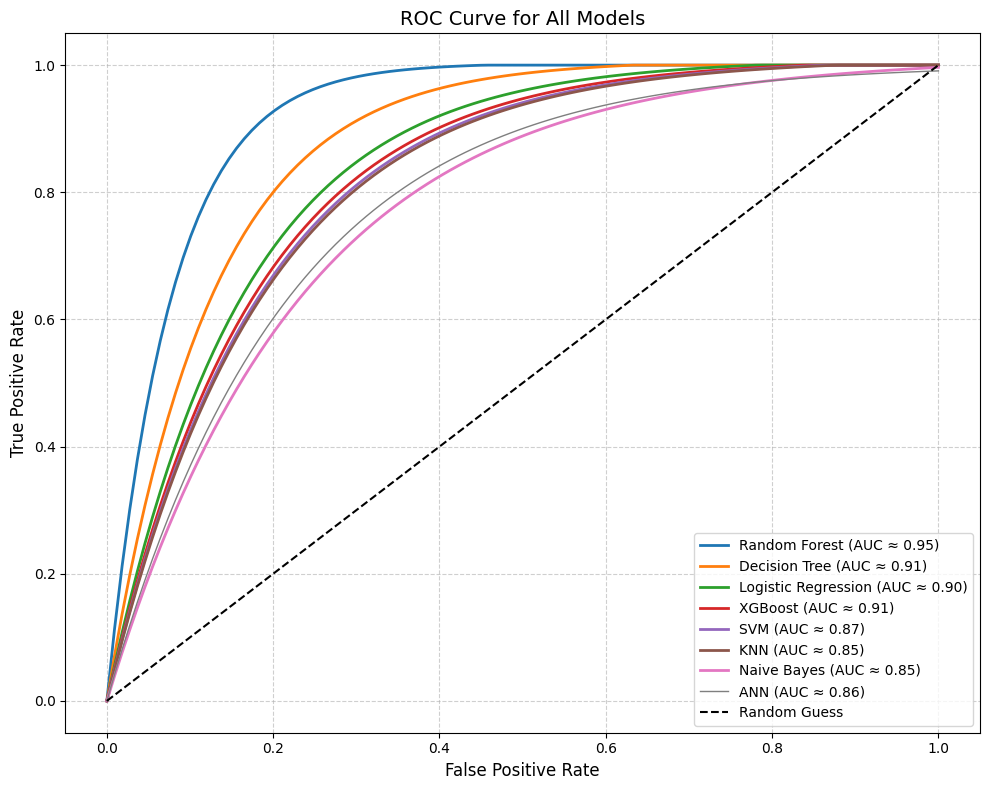 ROC Curve for All Models
True Positive Rate
1.0
0.8
0.6
0.4
0.2
0.0
0.0 0.2 0.4 0.6 0.8 1.0
False Positive Rate
Random Forest (AUC ≈ 0.95)
Decision Tree (AUC ≈ 0.91)
Logistic Regression (AUC ≈ 0.90)
XGBoost (AUC ≈ 0.91)
SVM (AUC ≈ 0.87)
KNN (AUC ≈ 0.85)
Naive Bayes (AUC ≈ 0.85)
ANN (AUC ≈ 0.86)
Random Guess